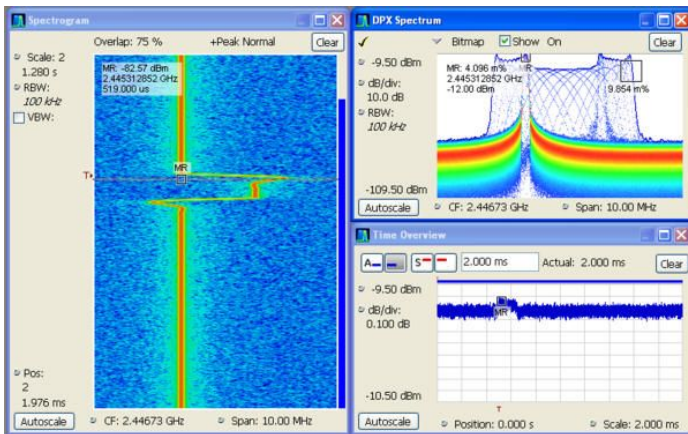 Spectrogram
Overlap: 75 %
+Peak Normal
Clear
Scale: 2
1.280 s
RBW:
100 kHz
VBW:
MR: -82.57 dBm
2.445312852 GHz
519.000 us
MR
T
Pos:
2
1.976 ms
Autoscale
CF: 2.44673 GHz
Span: 10.00 MHz
DPX Spectrum
Bitmap
Show
On
Clear
-9.50 dBm
dB/div:
10.0 dB
RBW:
100 kHz
MR: 4.096 m%
2.445312852 GHz
-12.00 dBm
MR
9.854 m%
-109.50 dBm
Autoscale
CF: 2.44673 GHz
Span: 10.00 MHz
Time Overview
A
S
2.000 ms
Actual: 2.000 ms
Clear
-9.50 dBm
dB/div:
0.100 dB
MR
-10.50 dBm
T
Autoscale
Position: 0.000 s
Scale: 2.000 ms